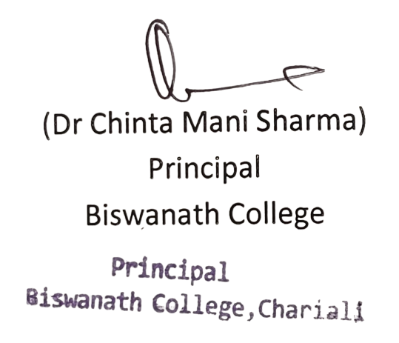 (Dr Chinta Mani Sharma)
Principal
Biswanath College
Principal
Biswanath College, Chariali